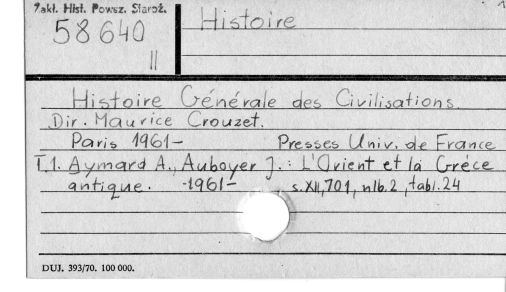 Zakł. Hist. Powsz. Staroż.
58640
II
Histoire
1
Histoire Générale des Civilisations.
Dir. Maurice Crouzet.
Paris 1961- Presses Univ. de France
T.1. Aymard A., Auboyer J. : L'Orient et la Gréce
antique. -1961- s. XII, 701, nlb. 2, tabl. 24
DUJ. 393/70. 100 000.